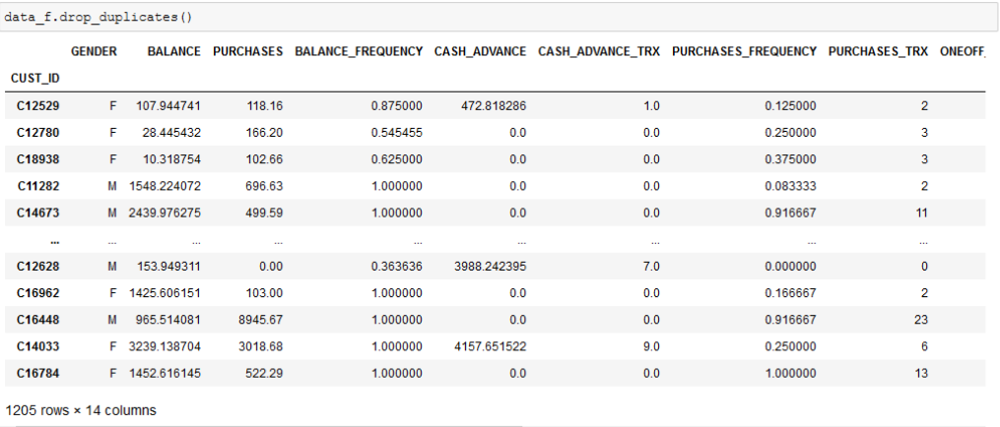 data_f.drop_duplicates()
GENDER BALANCE PURCHASES BALANCE_FREQUENCY CASH_ADVANCE CASH_ADVANCE_TRX PURCHASES_FREQUENCY PURCHASES_TRX ONEOFF_
CUST_ID
C12529 F 107.944741 118.16 0.875000 472.818286 1.0 0.125000 2
C12780 F 28.445432 166.20 0.545455 0.0 0.0 0.250000 3
C18938 F 10.318754 102.66 0.625000 0.0 0.0 0.375000 3
C11282 M 1548.224072 696.63 1.000000 0.0 0.0 0.083333 2
C14673 M 2439.976275 499.59 1.000000 0.0 0.0 0.916667 11
... ... ... ... ... ... ... ... ...
C12628 M 153.949311 0.00 0.363636 3988.242395 7.0 0.000000 0
C16962 F 1425.606151 103.00 1.000000 0.0 0.0 0.166667 2
C16448 M 965.514081 8945.67 1.000000 0.0 0.0 0.916667 23
C14033 F 3239.138704 3018.68 1.000000 4157.651522 9.0 0.250000 6
C16784 F 1452.616145 522.29 1.000000 0.0 0.0 1.000000 13
1205 rows × 14 columns